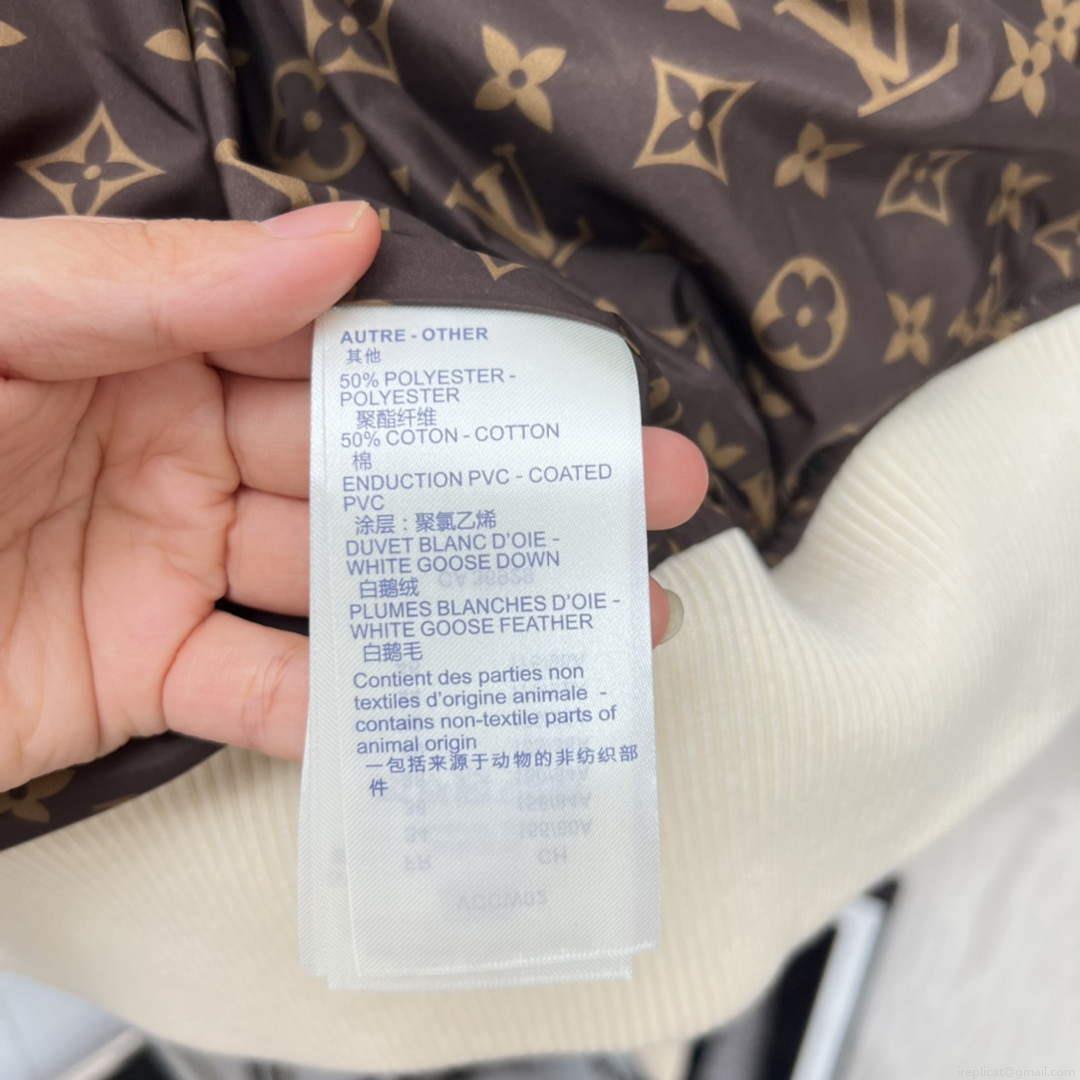 AUTRE - OTHER
其他
50% POLYESTER -
POLYESTER
聚酯纤维
50% COTON - COTTON
棉
ENDUCTION PVC - COATED
PVC
涂层：聚氯乙烯
DUVET BLANC D'OIE -
WHITE GOOSE DOWN
白鹅绒
PLUMES BLANCHES D'OIE -
WHITE GOOSE FEATHER
白鹅毛
Contient des parties non
textiles d'origine animale -
contains non-textile parts of
animal origin
一包括来源于动物的非纺织部
件
ireplicat@gmail.com